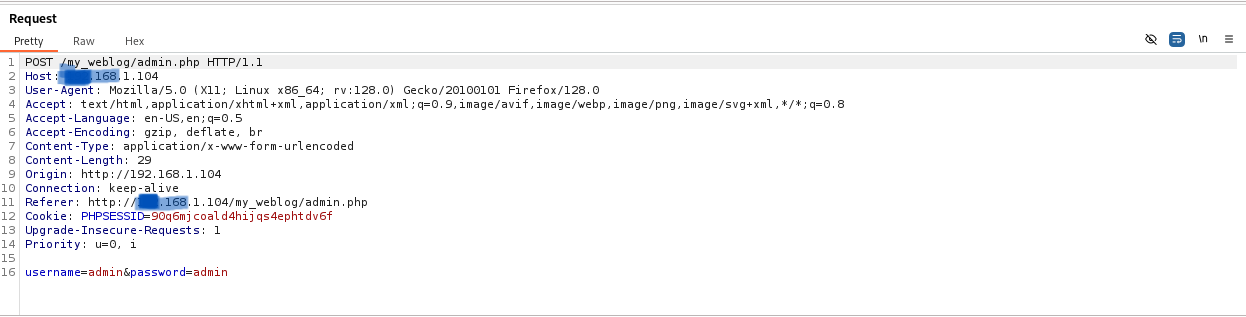 Request
Pretty Raw Hex
\n
1 POST /my_weblog/admin.php HTTP/1.1
2 Host: .168.1.104
3 User-Agent: Mozilla/5.0 (X11; Linux x86_64; rv:128.0) Gecko/20100101 Firefox/128.0
4 Accept: text/html,application/xhtml+xml,application/xml;q=0.9,image/avif,image/webp,image/png,image/svg+xml,*/*;q=0.8
5 Accept-Language: en-US,en;q=0.5
6 Accept-Encoding: gzip, deflate, br
7 Content-Type: application/x-www-form-urlencoded
8 Content-Length: 29
9 Origin: http://192.168.1.104
10 Connection: keep-alive
11 Referer: http://.168.1.104/my_weblog/admin.php
12 Cookie: PHPSESSID=90q6mjcoald4hijqs4ephtdv6f
13 Upgrade-Insecure-Requests: 1
14 Priority: u=0, i
15
16 username=admin&password=admin